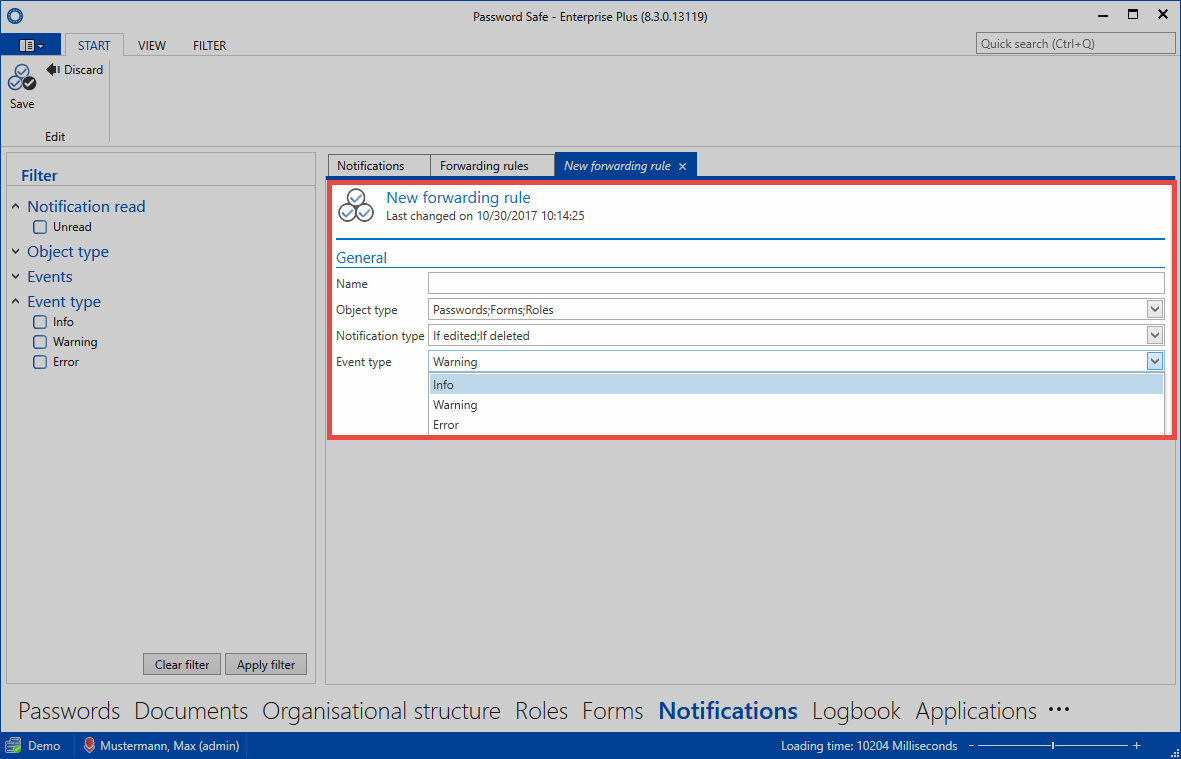 Password Safe - Enterprise Plus (8.3.0.13119)
START VIEW FILTER Quick search (Ctrl+Q)
Discard
Save
Edit
Filter
Notification read
Unread
Object type
Events
Event type
Info
Warning
Error
Clear filter Apply filter
Notifications Forwarding rules New forwarding rule
New forwarding rule
Last changed on 10/30/2017 10:14:25
General
Name
Object type Passwords;Forms;Roles
Notification type If edited;If deleted
Event type Warning
Info
Warning
Error
Passwords Documents Organisational structure Roles Forms Notifications Logbook Applications •••
Demo Mustermann, Max (admin) Loading time: 10204 Milliseconds - +